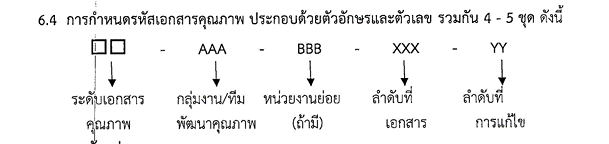 6.4 การกำหนดรหัสเอกสารคุณภาพ ประกอบด้วยตัวอักษรและตัวเลข รวมกัน 4 - 5 ชุด ดังนี้
□□ - AAA - BBB - XXX - YY
ระดับเอกสาร กลุ่มงาน/ทีม หน่วยงานย่อย ลำดับที่ ลำดับที่
คุณภาพ พัฒนาคุณภาพ (ถ้ามี) เอกสาร การแก้ไข